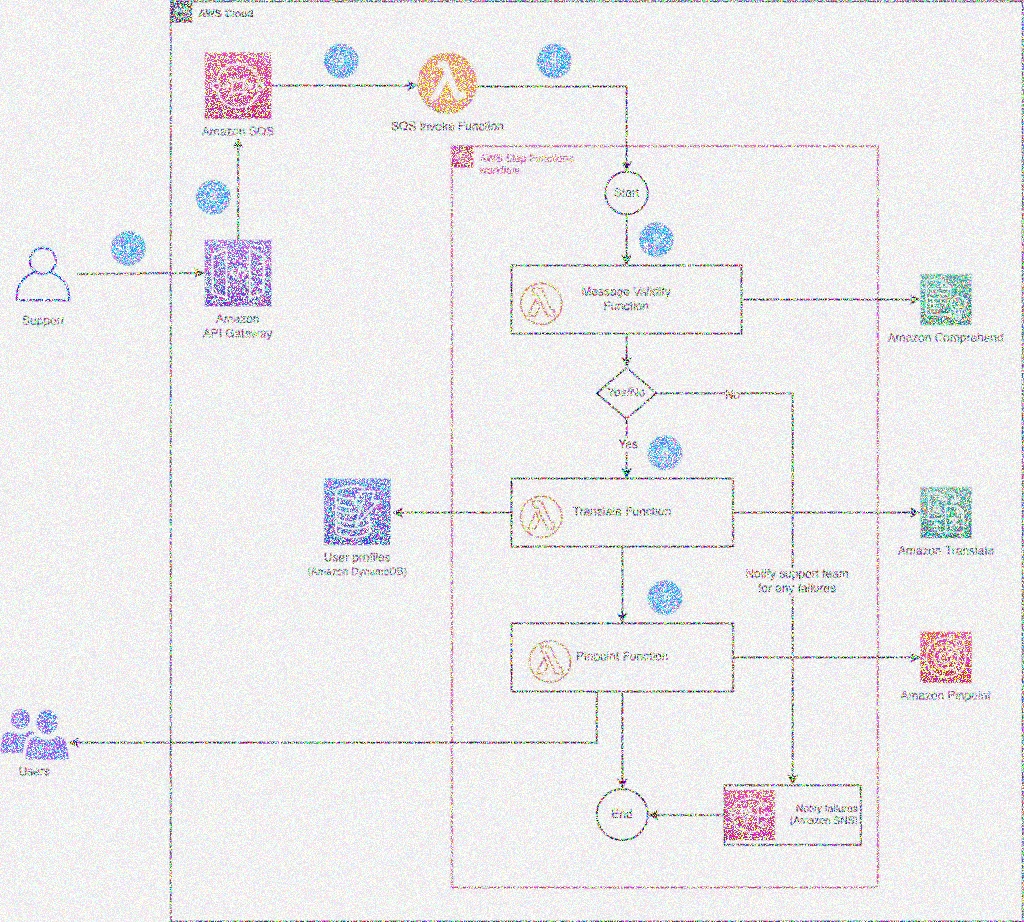 AWS Cloud
Amazon SQS
SQS Invoke Function
AWS Step Functions
workflow
Start
Support
Amazon
API Gateway
Message Validity
Function
Amazon Comprehend
Yes/No
No
Yes
User profiles
(Amazon DynamoDB)
Translate Function
Amazon Translate
Notify support team
for any failures
Pinpoint Function
Amazon Pinpoint
Users
End
Notify failures
(Amazon SNS)